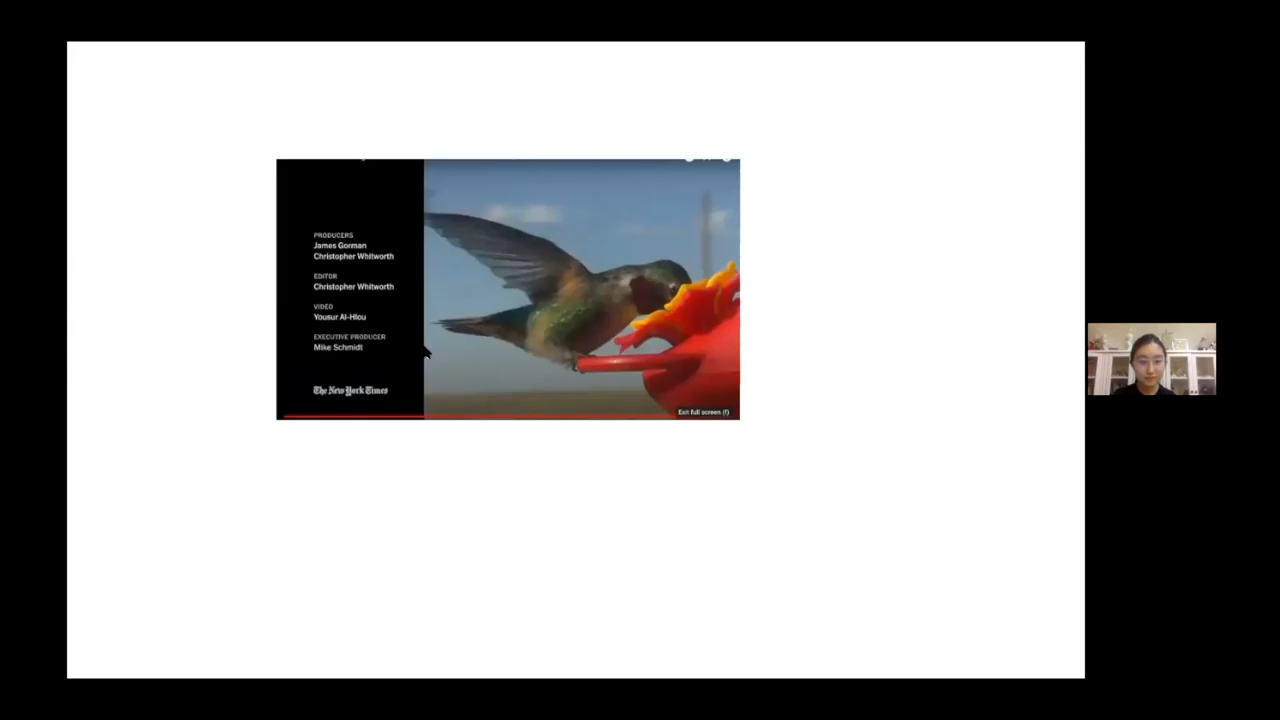 PRODUCERS
James Gorman
Christopher Whitworth
EDITOR
Christopher Whitworth
VIDEO
Yousur Al-Hlou
EXECUTIVE PRODUCER
Mike Schmidt
The New York Times
Exit full screen (f)